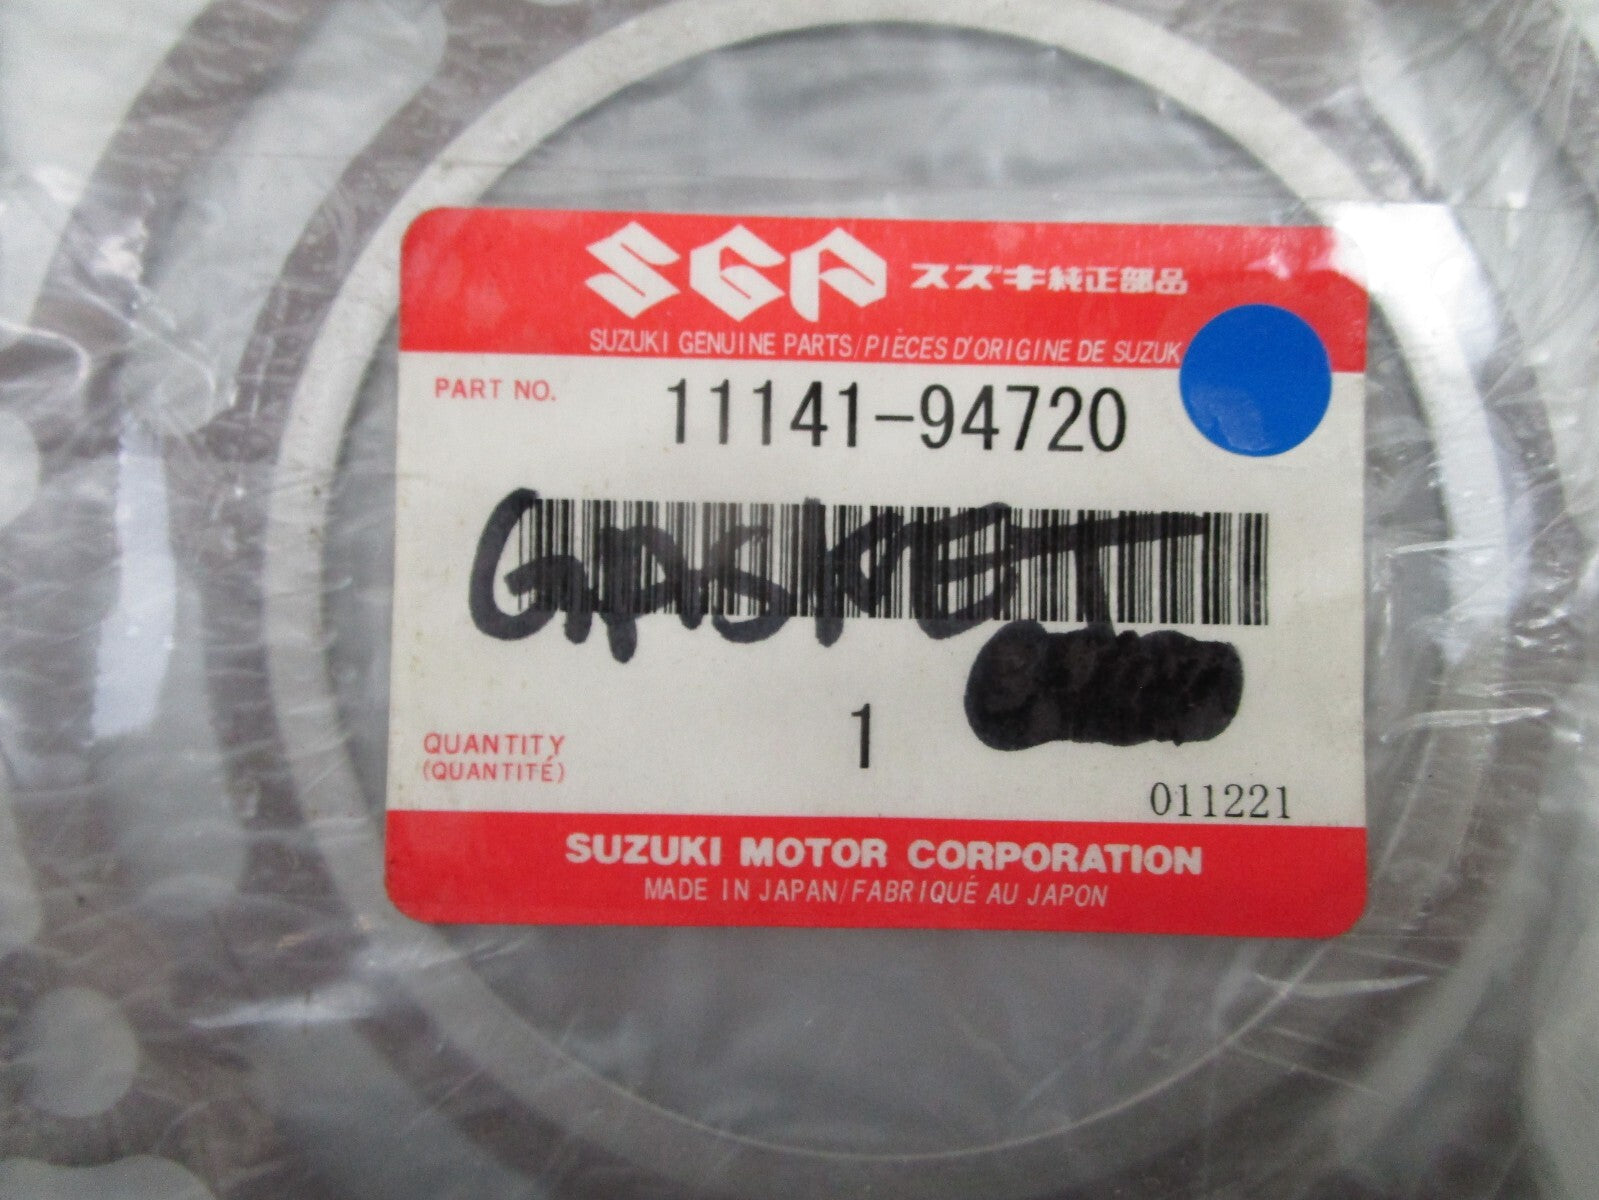 SGP スズキ純正部品
SUZUKI GENUINE PARTS/PIÈCES D'ORIGINE DE SUZUK
PART NO. 11141-94720
GASKET
QUANTITY 1
(QUANTITÉ)
011221
SUZUKI MOTOR CORPORATION
MADE IN JAPAN/FABRIQUÉ AU JAPON